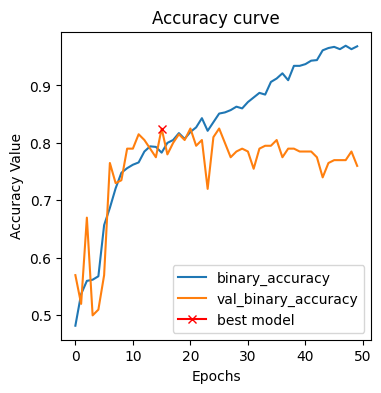 Accuracy curve
Accuracy Value
0.9
0.8
0.7
0.6
0.5
binary_accuracy
val_binary_accuracy
best model
0 10 20 30 40 50
Epochs